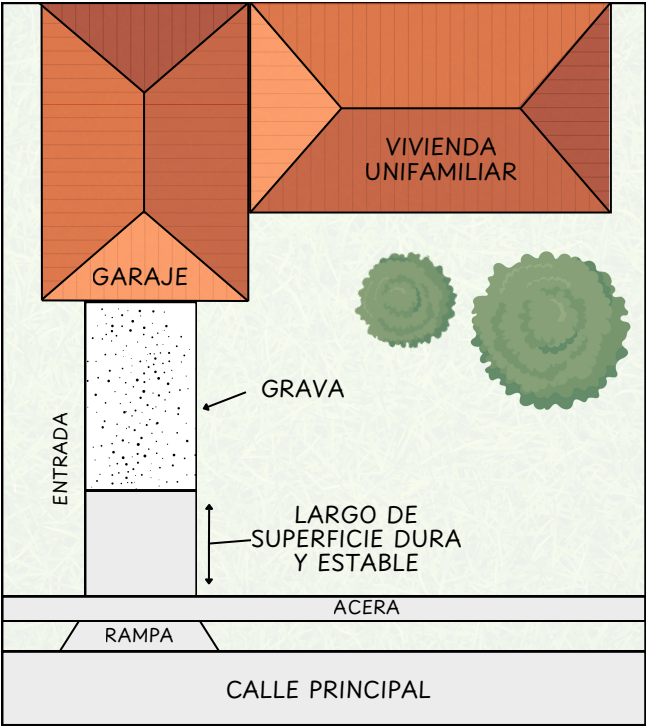 VIVIENDA
UNIFAMILIAR
GARAJE
GRAVA
ENTRADA
LARGO DE
SUPERFICIE DURA
Y ESTABLE
ACERA
RAMPA
CALLE PRINCIPAL